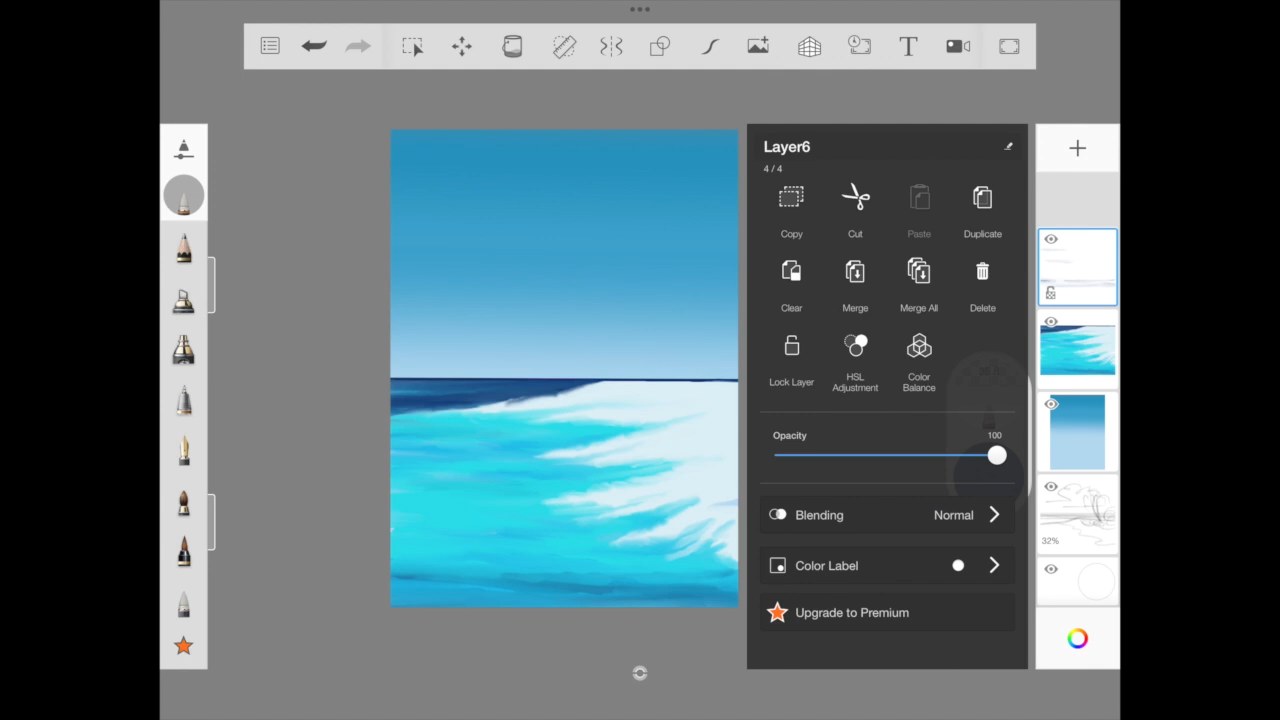 T
Layer6
4 / 4
Copy Cut Paste Duplicate
Clear Merge Merge All Delete
Lock Layer HSL Adjustment Color Balance
Opacity 100
Blending Normal
Color Label
Upgrade to Premium
32%